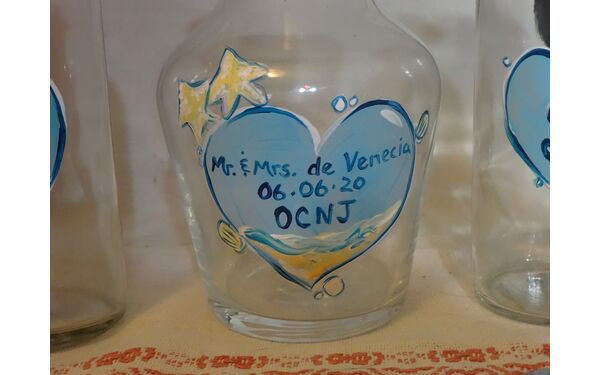 Mr. & Mrs. de Venecia
06.06.20
OCNJ